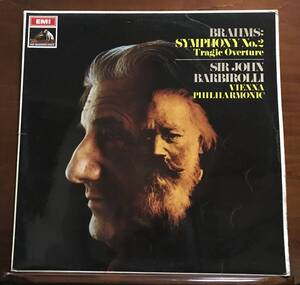 EMI
BRAHMS:
SYMPHONY No.2
Tragic Overture
SIR JOHN
BARBIROLLI
VIENNA
PHILHARMONIC